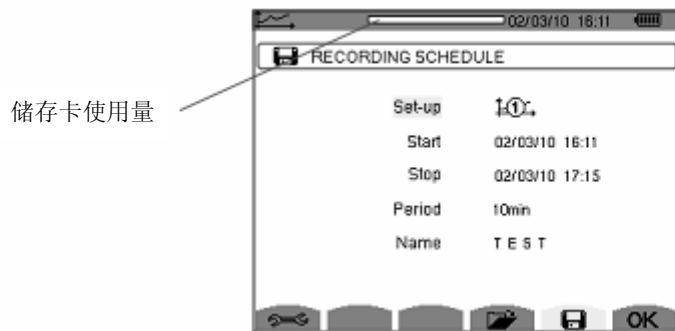 02/03/10 16:11
RECORDING SCHEDULE
储存卡使用量
Set-up 1
Start 02/03/10 16:11
Stop 02/03/10 17:15
Period 10min
Name T E S T
OK